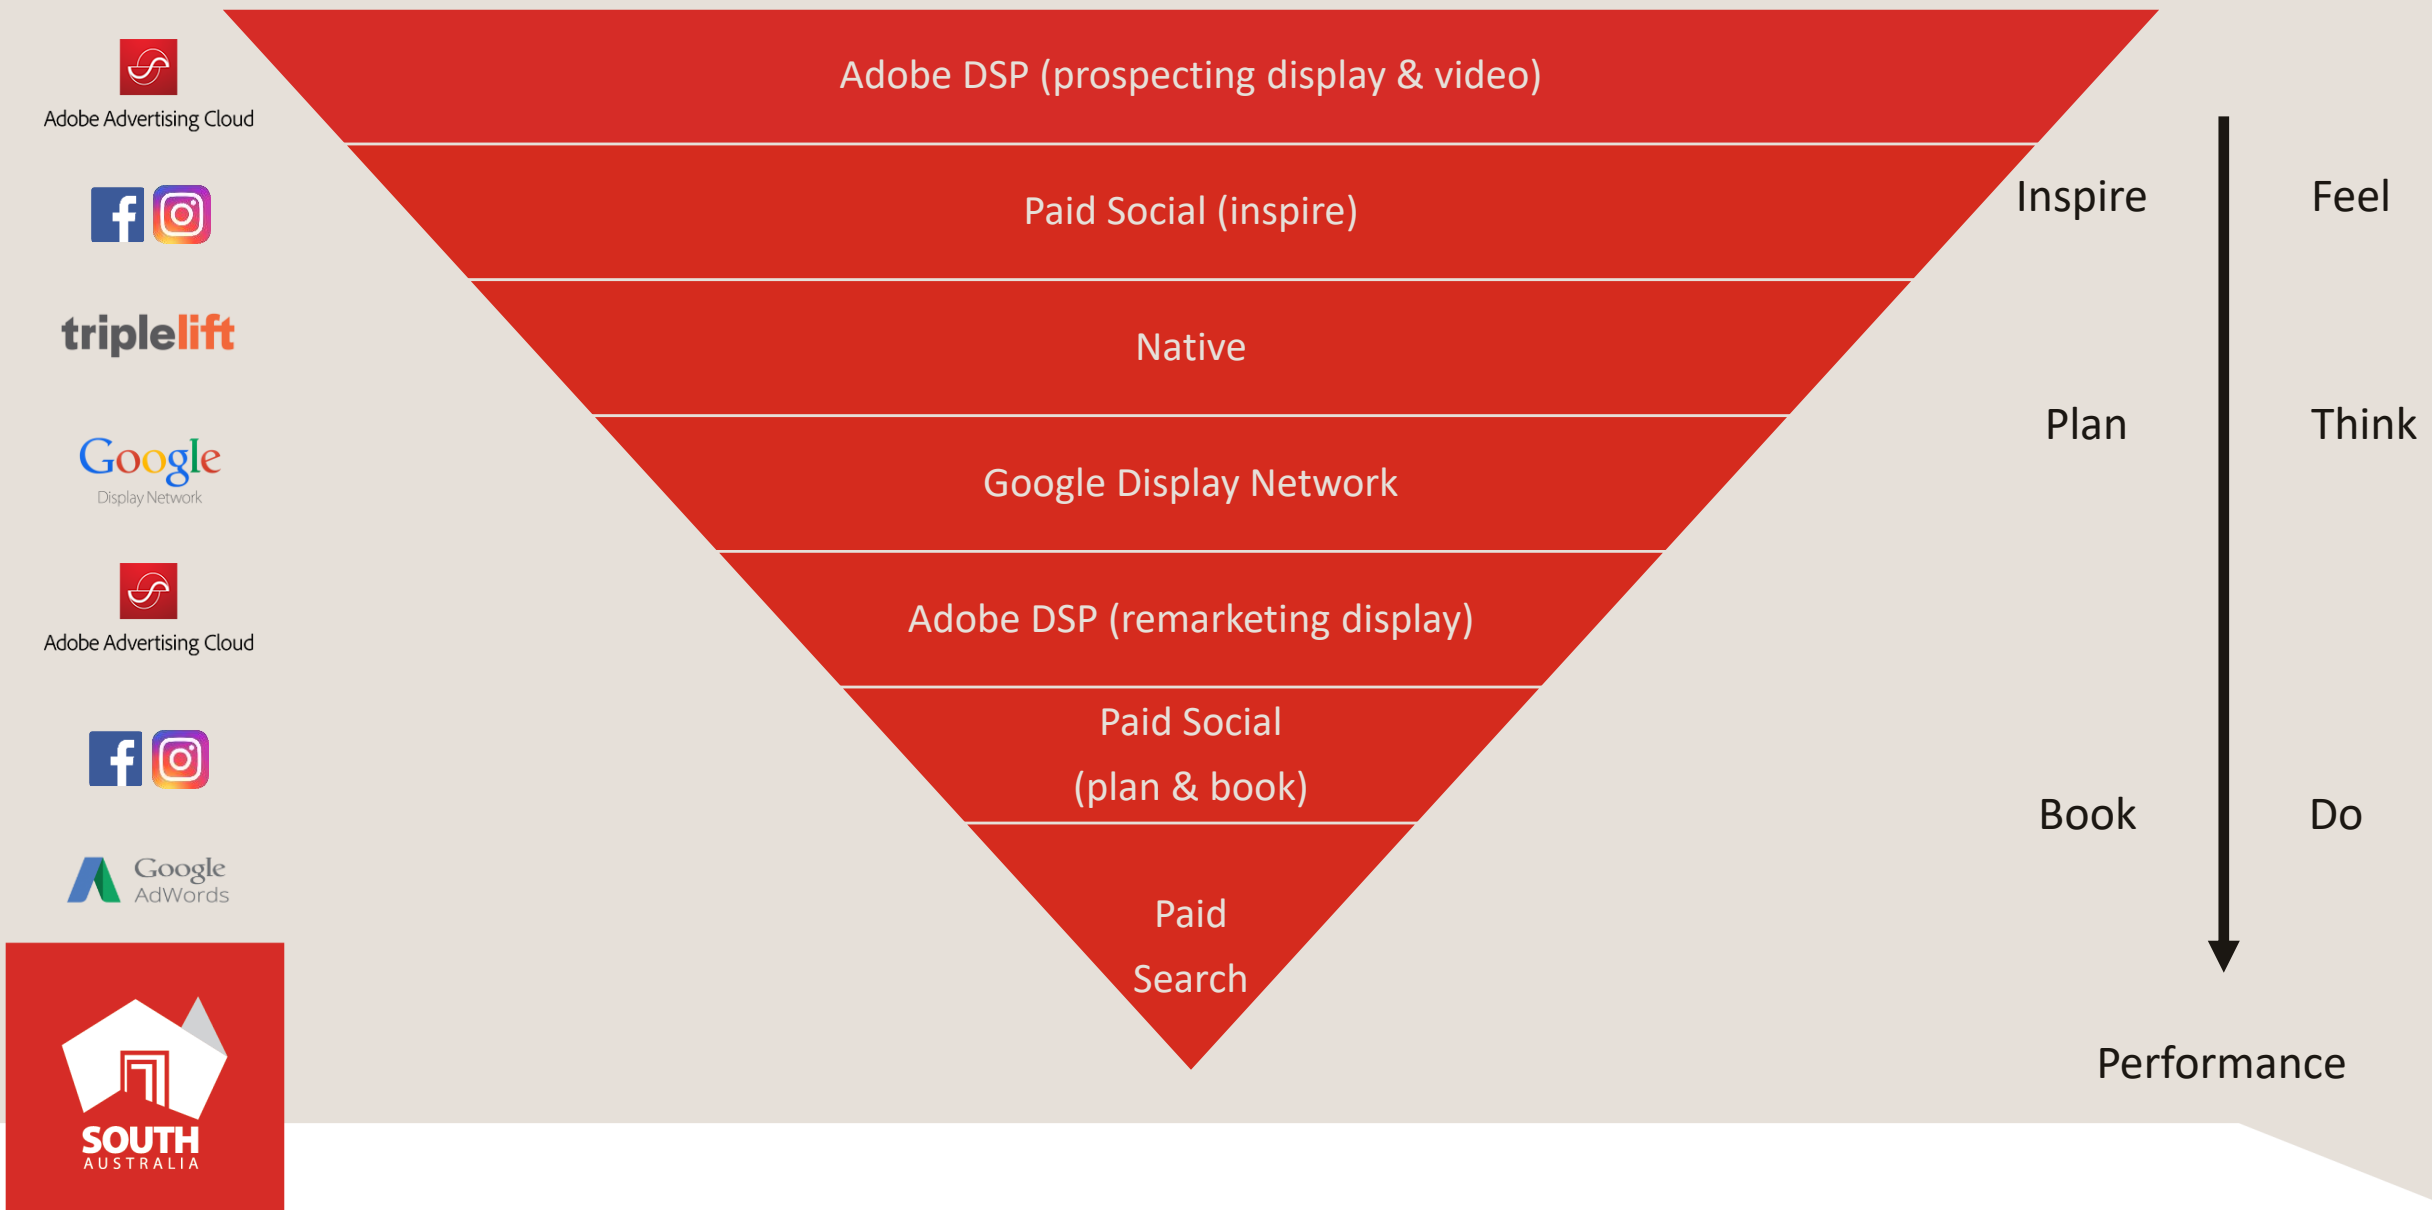 Adobe Advertising Cloud
triplelift
Google
Display Network
Adobe Advertising Cloud
Google
AdWords
SOUTH
AUSTRALIA
Adobe DSP (prospecting display & video)
Paid Social (inspire)
Native
Google Display Network
Adobe DSP (remarketing display)
Paid Social
(plan & book)
Paid
Search
Inspire
Feel
Plan
Think
Book
Do
Performance